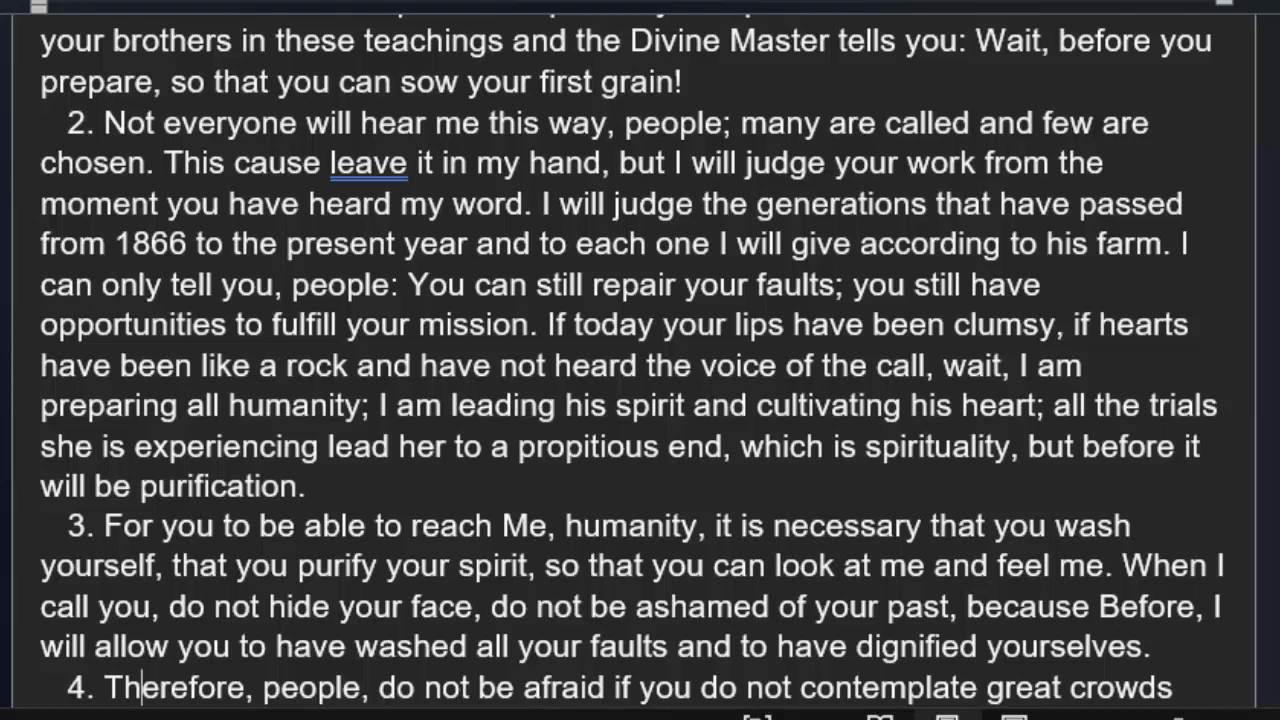 your brothers in these teachings and the Divine Master tells you: Wait, before you
prepare, so that you can sow your first grain!
2. Not everyone will hear me this way, people; many are called and few are
chosen. This cause leave it in my hand, but I will judge your work from the
moment you have heard my word. I will judge the generations that have passed
from 1866 to the present year and to each one I will give according to his farm. I
can only tell you, people: You can still repair your faults; you still have
opportunities to fulfill your mission. If today your lips have been clumsy, if hearts
have been like a rock and have not heard the voice of the call, wait, I am
preparing all humanity; I am leading his spirit and cultivating his heart; all the trials
she is experiencing lead her to a propitious end, which is spirituality, but before it
will be purification.
3. For you to be able to reach Me, humanity, it is necessary that you wash
yourself, that you purify your spirit, so that you can look at me and feel me. When I
call you, do not hide your face, do not be ashamed of your past, because Before, I
will allow you to have washed all your faults and to have dignified yourselves.
4. Therefore, people, do not be afraid if you do not contemplate great crowds